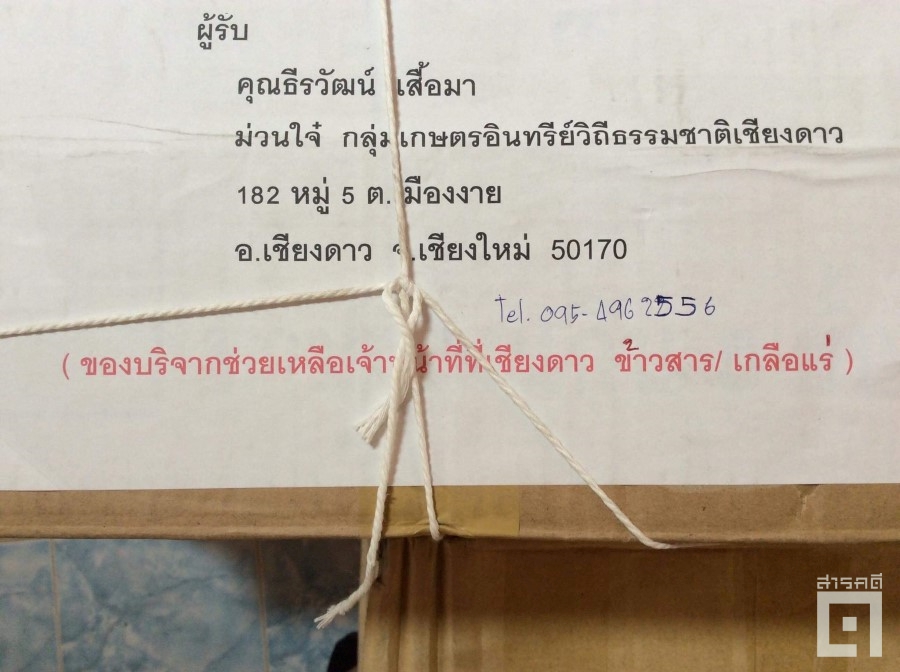 ผู้รับ
คุณธีรวัฒน์ เสื้อมา
ม่วนใจ๋ กลุ่มเกษตรอินทรีย์วิถีธรรมชาติเชียงดาว
182 หมู่ 5 ต.เมืองงาย
อ.เชียงดาว จ.เชียงใหม่ 50170
Tel. 095-4962556
( ของบริจาคช่วยเหลือเจ้าหน้าที่ที่เชียงดาว ข้าวสาร/ เกลือแร่ )
สารคดี